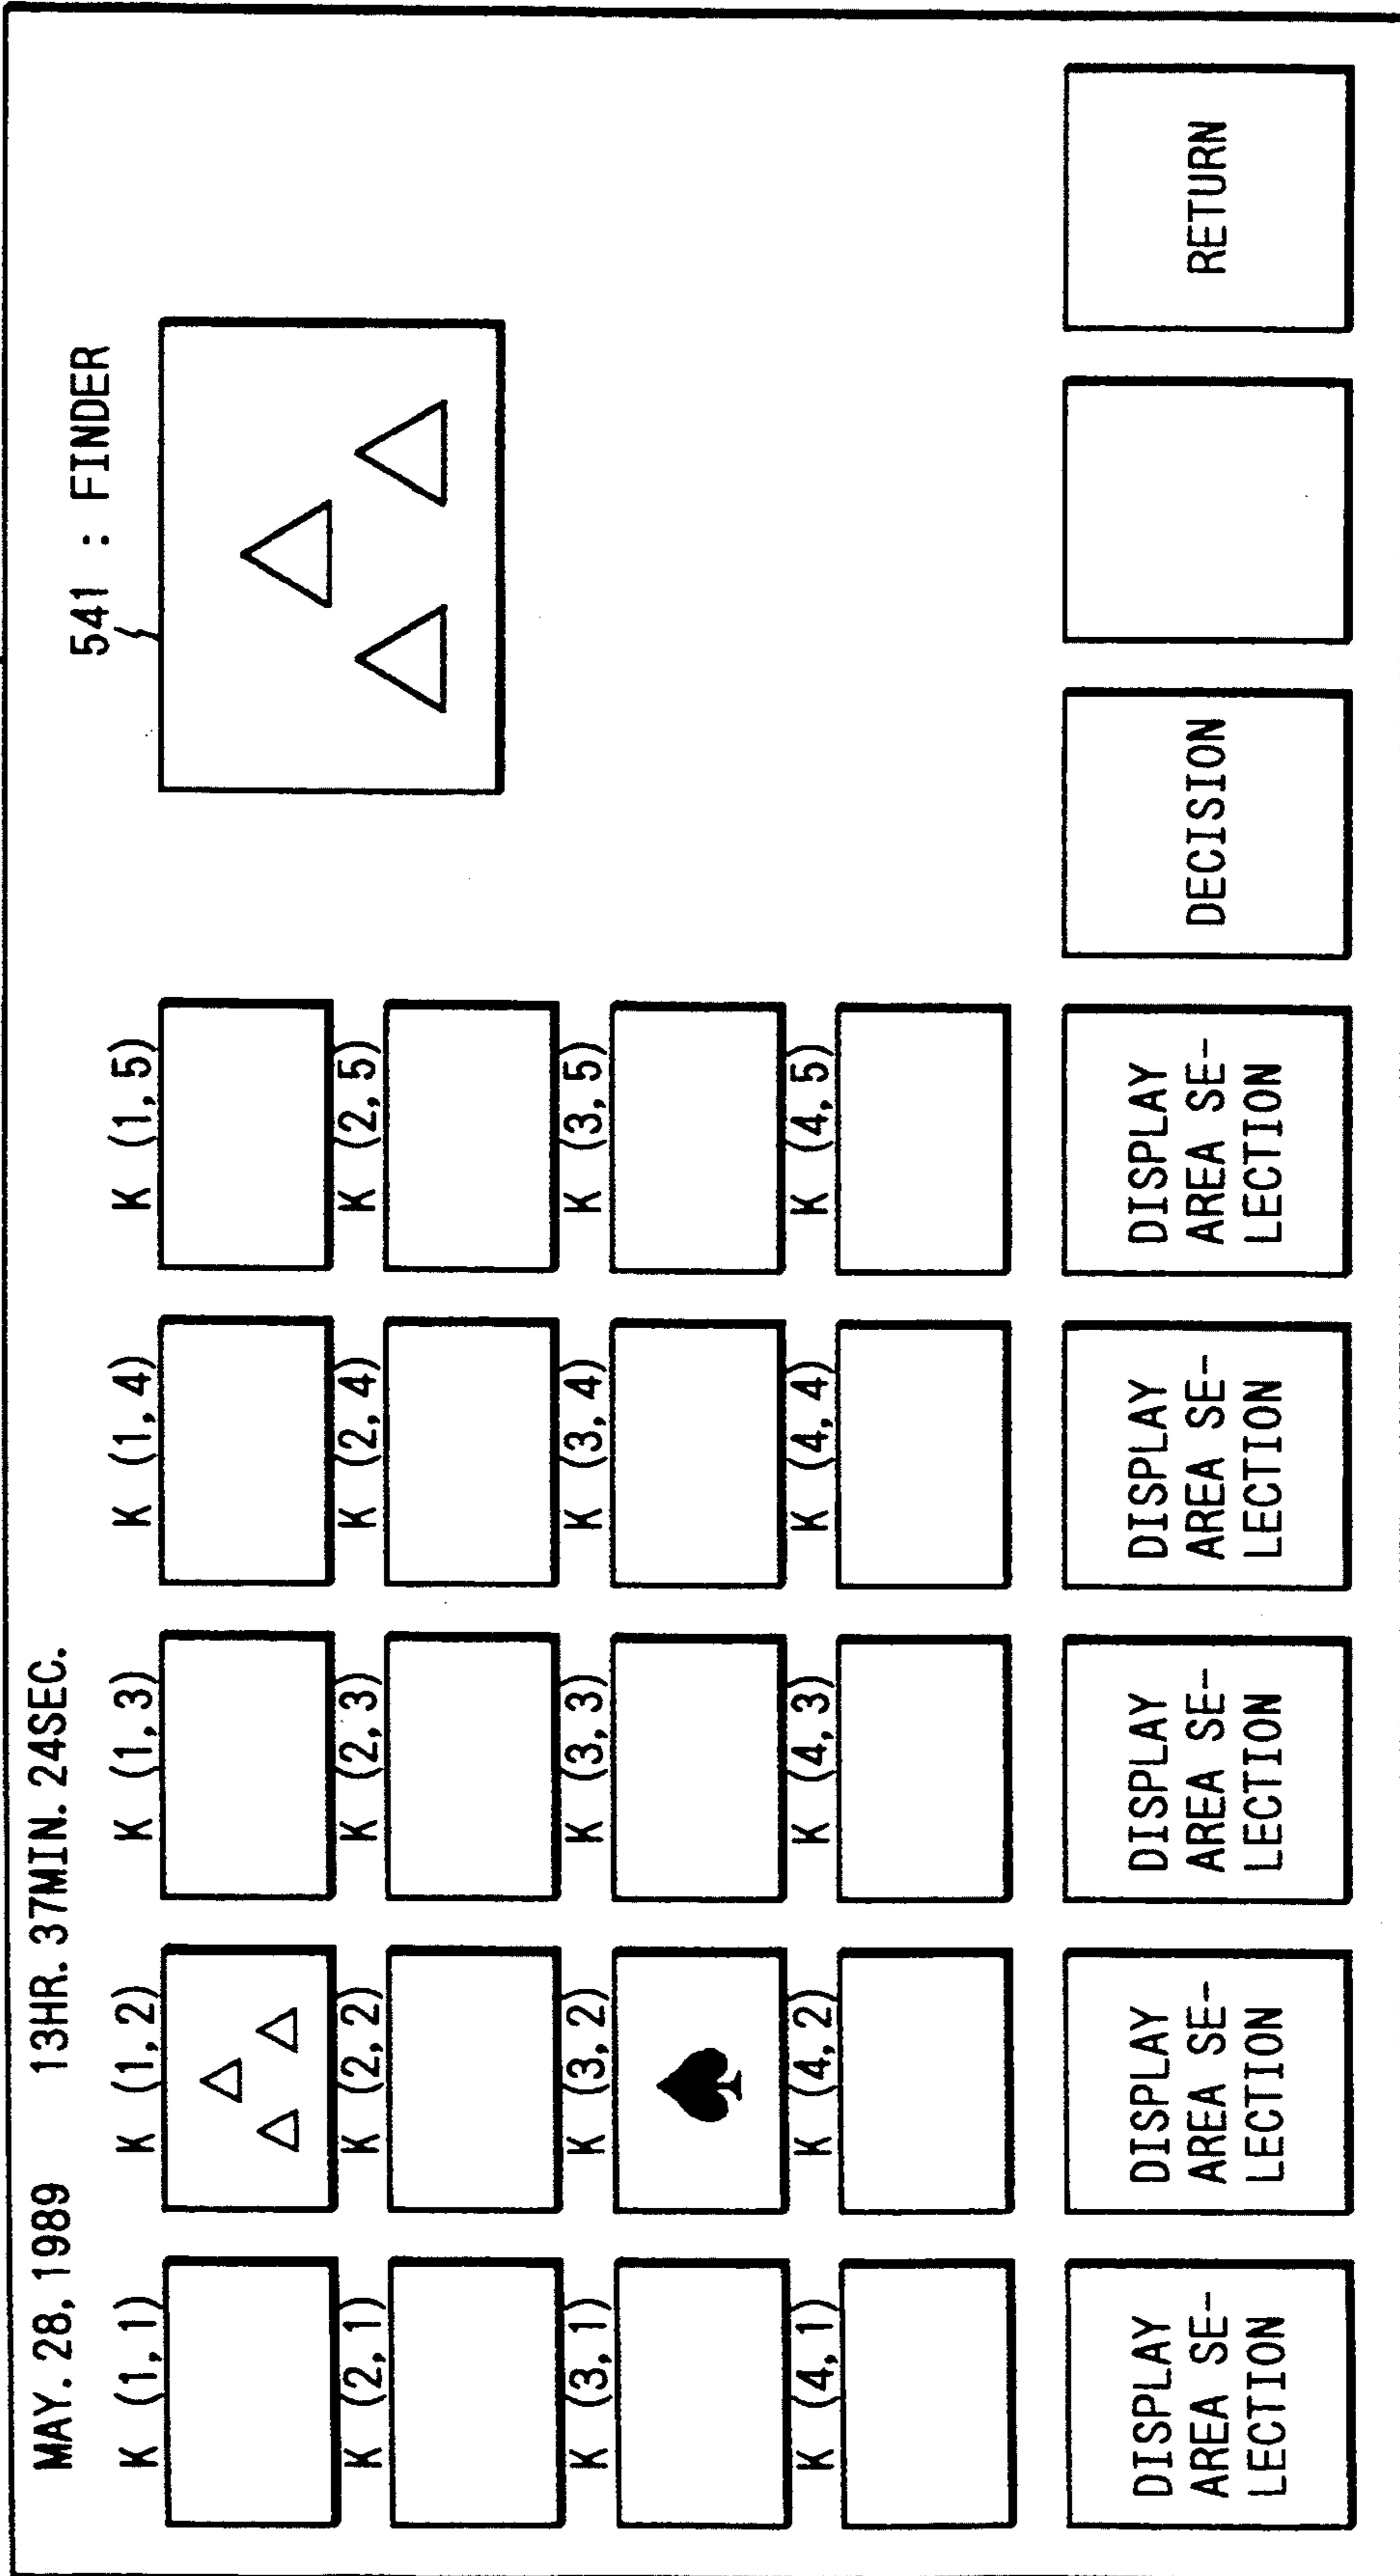 MAY. 28, 1989 13HR. 37MIN. 24SEC.
541 : FINDER
K (1, 1) K (1, 2) K (1, 3) K (1, 4) K (1, 5)
K (2, 1) K (2, 2) K (2, 3) K (2, 4) K (2, 5)
K (3, 1) K (3, 2) K (3, 3) K (3, 4) K (3, 5)
K (4, 1) K (4, 2) K (4, 3) K (4, 4) K (4, 5)
DISPLAY
AREA SE-
LECTION
DISPLAY
AREA SE-
LECTION
DISPLAY
AREA SE-
LECTION
DISPLAY
AREA SE-
LECTION
DISPLAY
AREA SE-
LECTION
DECISION
RETURN